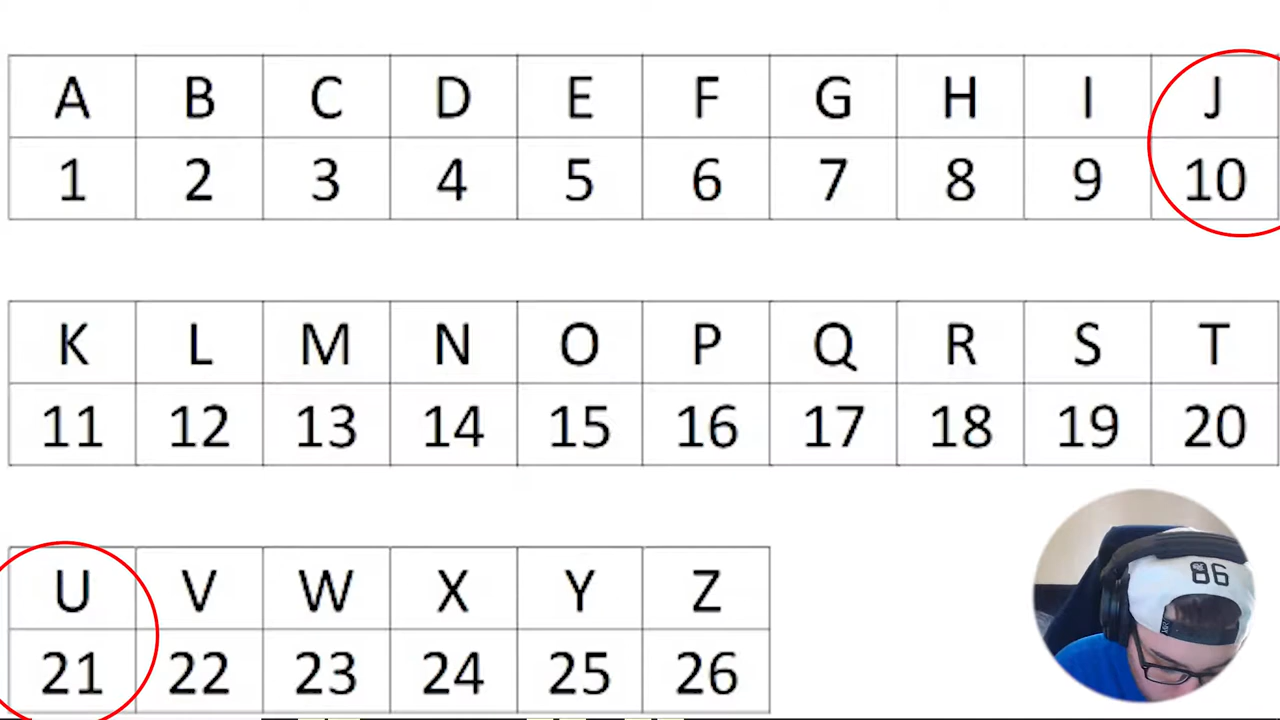 A B C D E F G H I J
1 2 3 4 5 6 7 8 9 10
K L M N O P Q R S T
11 12 13 14 15 16 17 18 19 20
U V W X Y Z
21 22 23 24 25 26
86